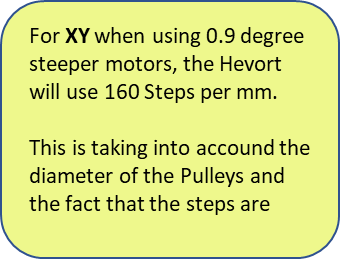 For XY when using 0.9 degree
steeper motors, the Hevort
will use 160 Steps per mm.
This is taking into accound the
diameter of the Pulleys and
the fact that the steps are